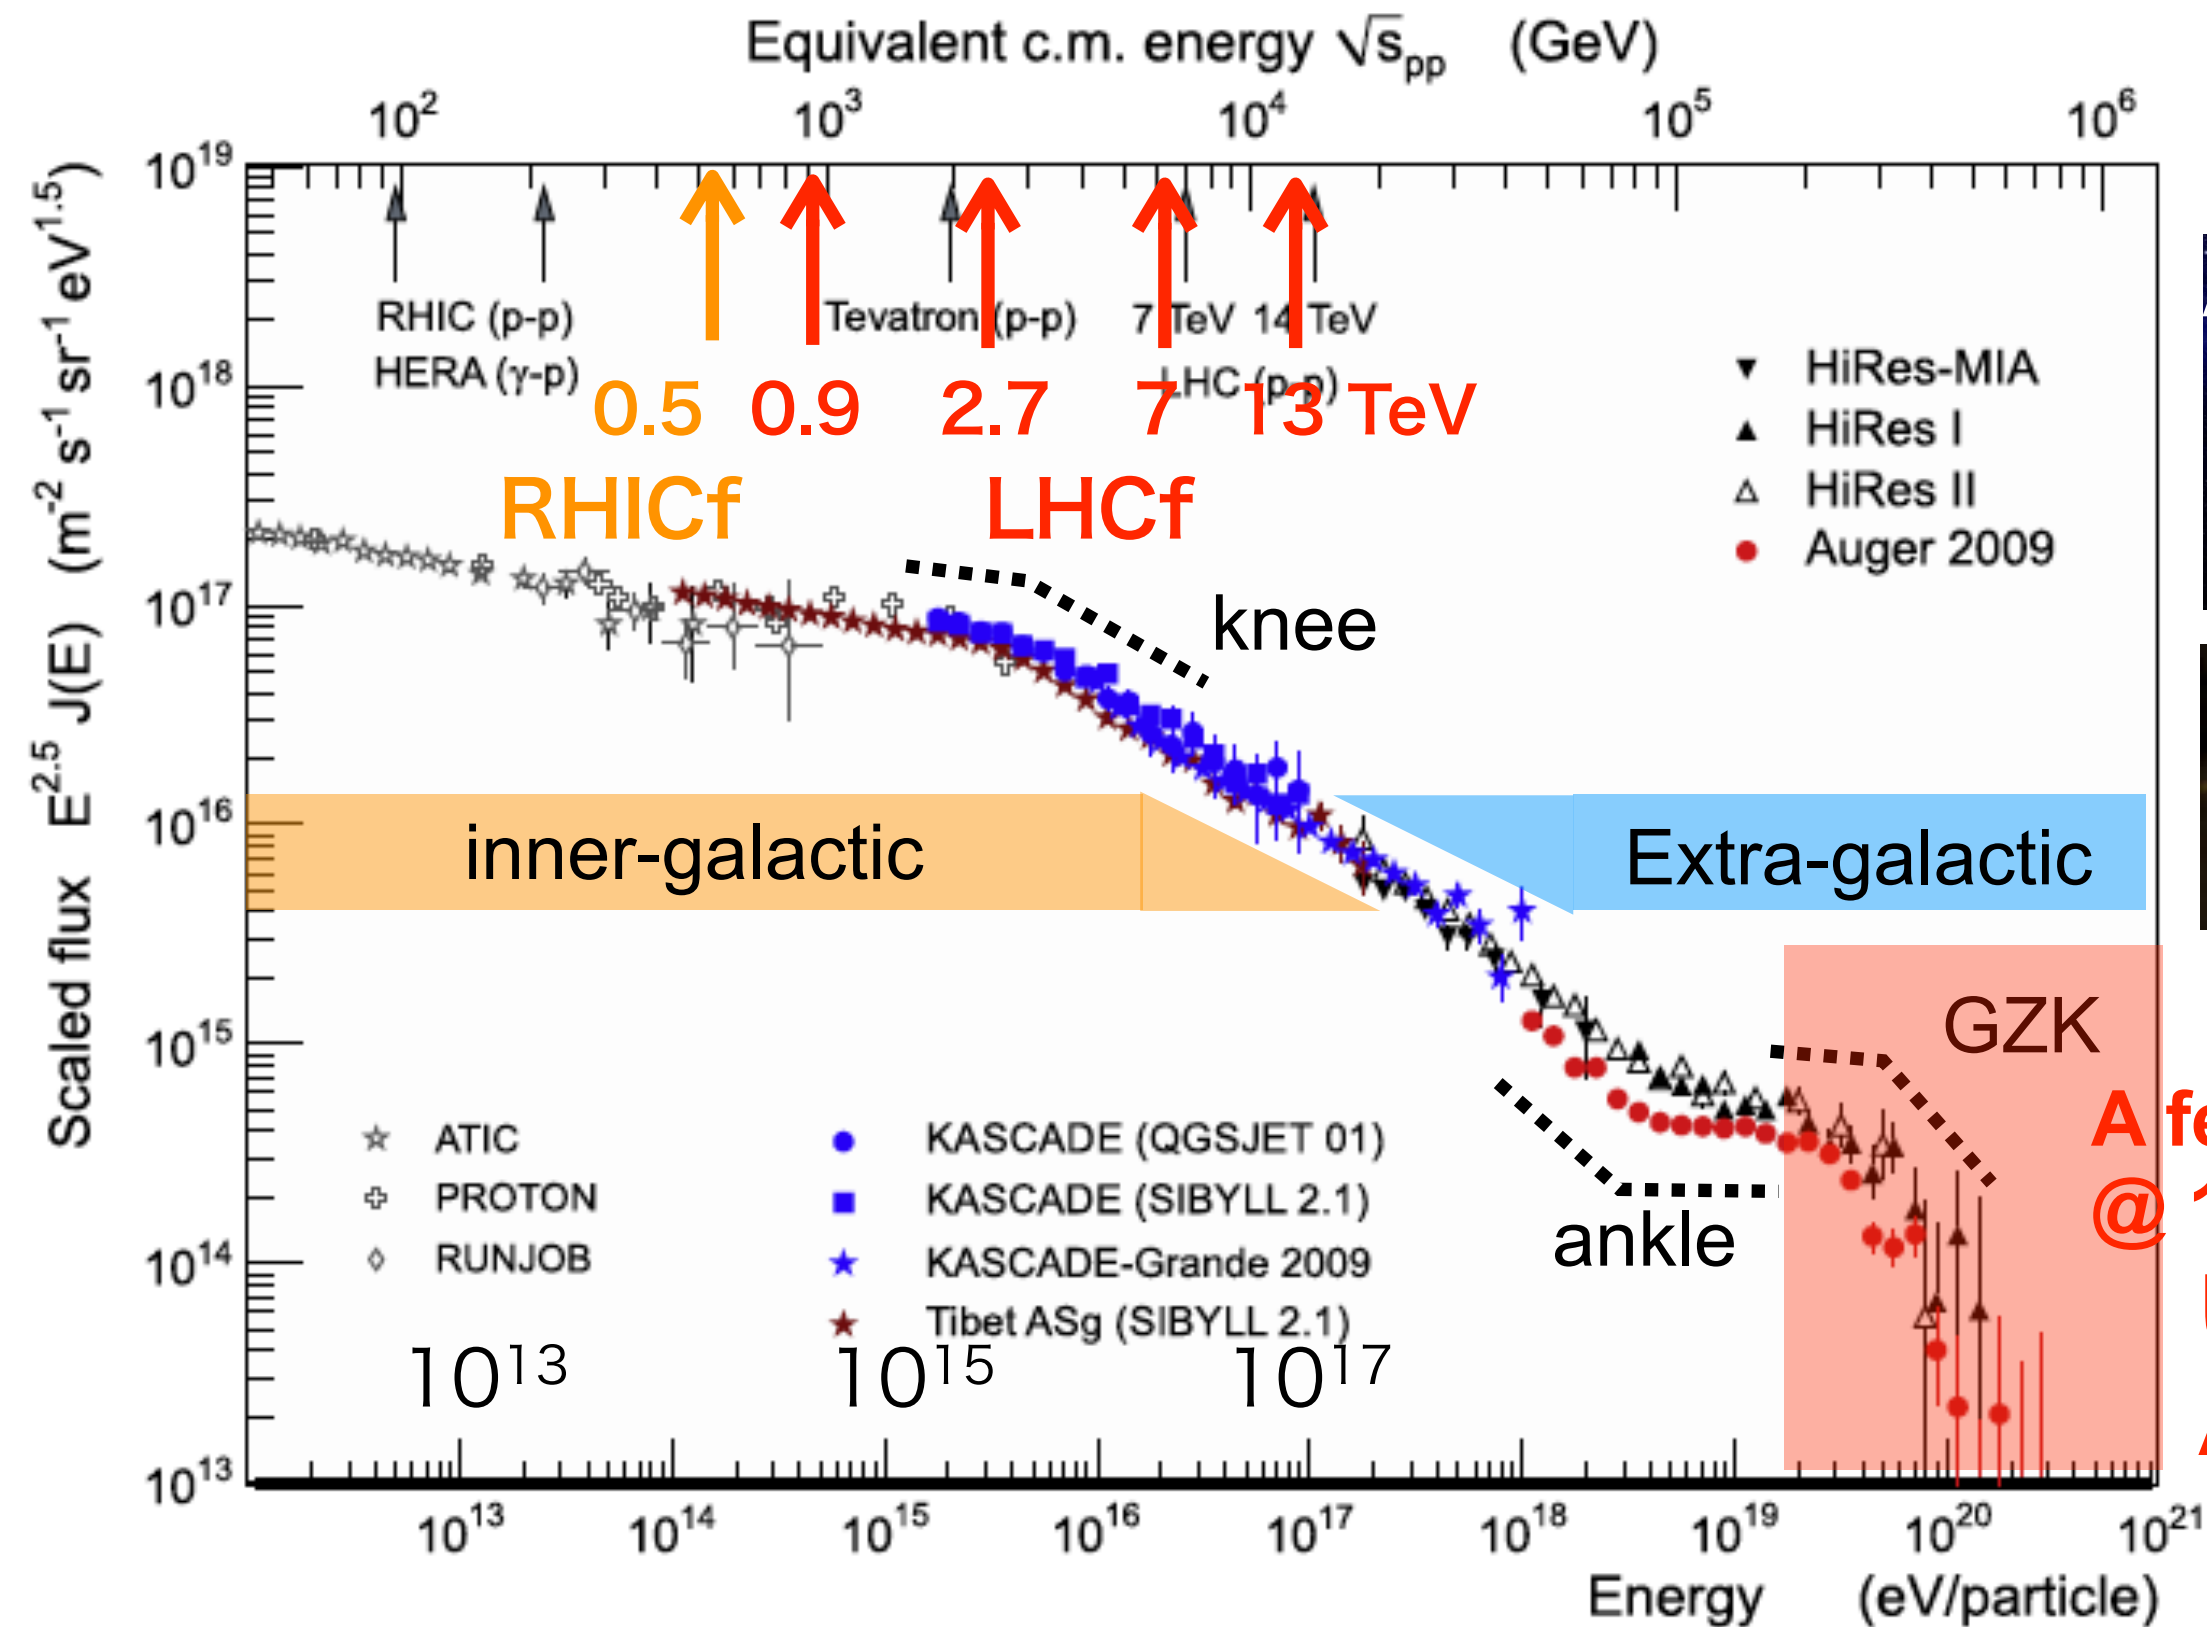 Equivalent c.m. energy √s_pp (GeV)
10² 10³ 10⁴ 10⁵ 10⁶
Scaled flux E^2.5 J(E) (m⁻² s⁻¹ sr⁻¹ eV^1.5)
10¹⁹
10¹⁸
10¹⁷
10¹⁶
10¹⁵
10¹⁴
10¹³
RHIC (p-p)
HERA (γ-p)
Tevatron (p-p)
7 TeV 14 TeV
LHC (p-p)
0.5 0.9 2.7 7 13 TeV
RHICf
LHCf
HiRes-MIA
HiRes I
HiRes II
Auger 2009
knee
inner-galactic
Extra-galactic
GZK
A
@
ankle
ATIC
PROTON
RUNJOB
KASCADE (QGSJET 01)
KASCADE (SIBYLL 2.1)
KASCADE-Grande 2009
Tibet ASg (SIBYLL 2.1)
10¹³ 10¹⁵ 10¹⁷
10¹³ 10¹⁴ 10¹⁵ 10¹⁶ 10¹⁷ 10¹⁸ 10¹⁹ 10²⁰ 10²¹
Energy (eV/particle)